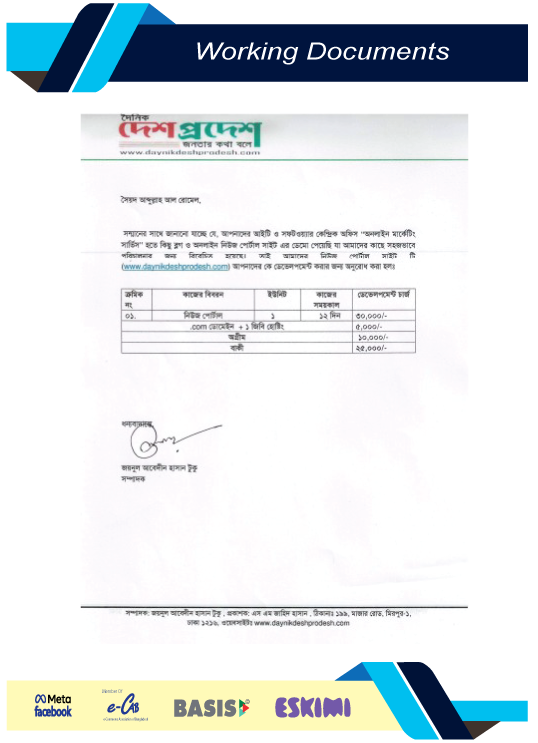 Working Documents
দৈনিক
দেশপ্রদেশ
জনতার কথা বলে
www.daynikdeshprodesh.com
সৈয়দ আব্দুল্লাহ আল রোমেল,
সম্মানের সাথে জানানো যাচ্ছে যে, আপনাদের আইটি ও সফটওয়্যার কেন্দ্রিক অফিস "অনলাইন মার্কেটিং
সার্ভিস" হতে কিছু ব্লগ ও অনলাইন নিউজ পোর্টাল সাইট এর ডেমো পেয়েছি যা আমাদের কাছে সহজভাবে
পরিচালনার জন্য বিবেচিত হয়েছে। তাই আমাদের নিউজ পোর্টাল সাইট টি
(www.daynikdeshprodesh.com) আপনাদের কে ডেভেলপমেন্ট করার জন্য অনুরোধ করা হলঃ
ক্রমিক নং কাজের বিবরন ইউনিট কাজের সময়কাল ডেভেলপমেন্ট চার্জ
০১. নিউজ পোর্টাল ১ ১২ দিন ৩০,০০০/-
.com ডোমেইন + ১ জিবি হোষ্টিং ৫,০০০/-
অগ্রীম ১০,০০০/-
বাকী ২৫,০০০/-
ধন্যবাদান্তে,
জয়নুল আবেদীন হাসান টুকু
সম্পাদক
সম্পাদক: জয়নুল আবেদীন হাসান টুকু , প্রকাশক: এস এম জাহিদ হাসান , ঠিকানাঃ ১৯৯, মাজার রোড, মিরপুর-১,
ঢাকা ১২১৬, ওয়েবসাইটঃ www.daynikdeshprodesh.com
Meta
facebook
Member Of
e-CAB
BASIS
ESKIMI